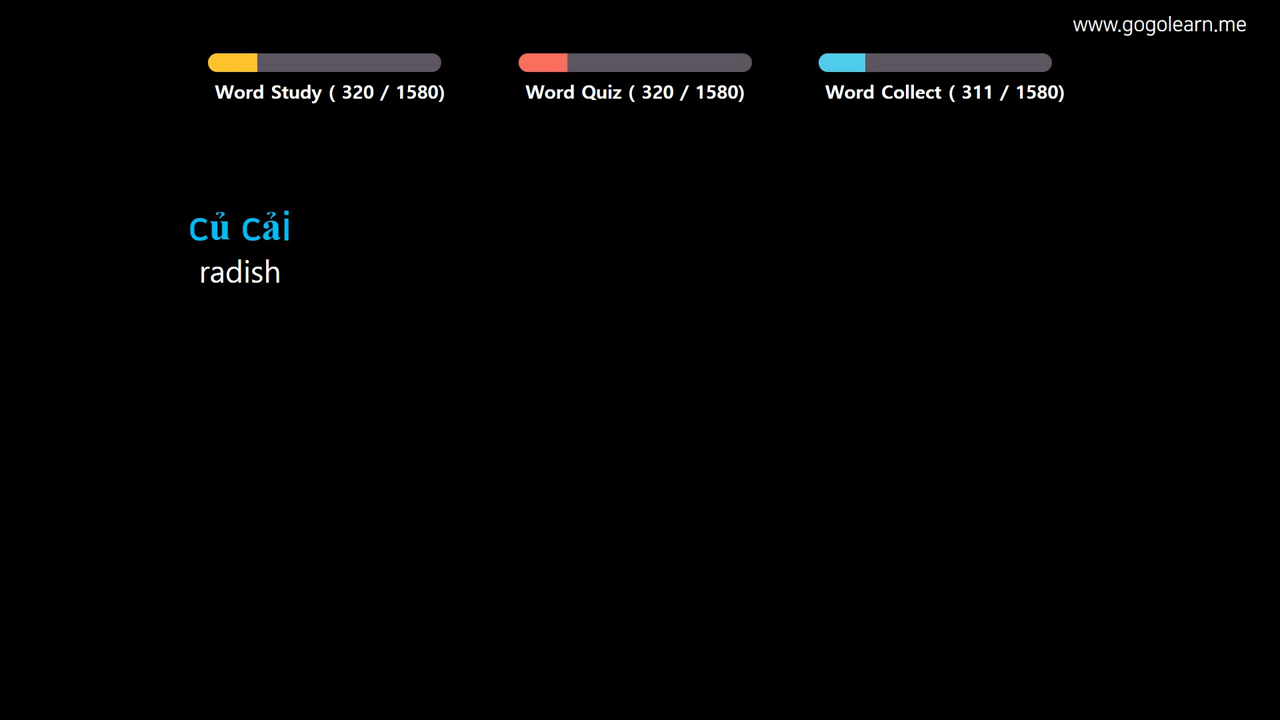 www.gogolearn.me
Word Study ( 320 / 1580)
Word Quiz ( 320 / 1580)
Word Collect ( 311 / 1580)
củ cải
radish